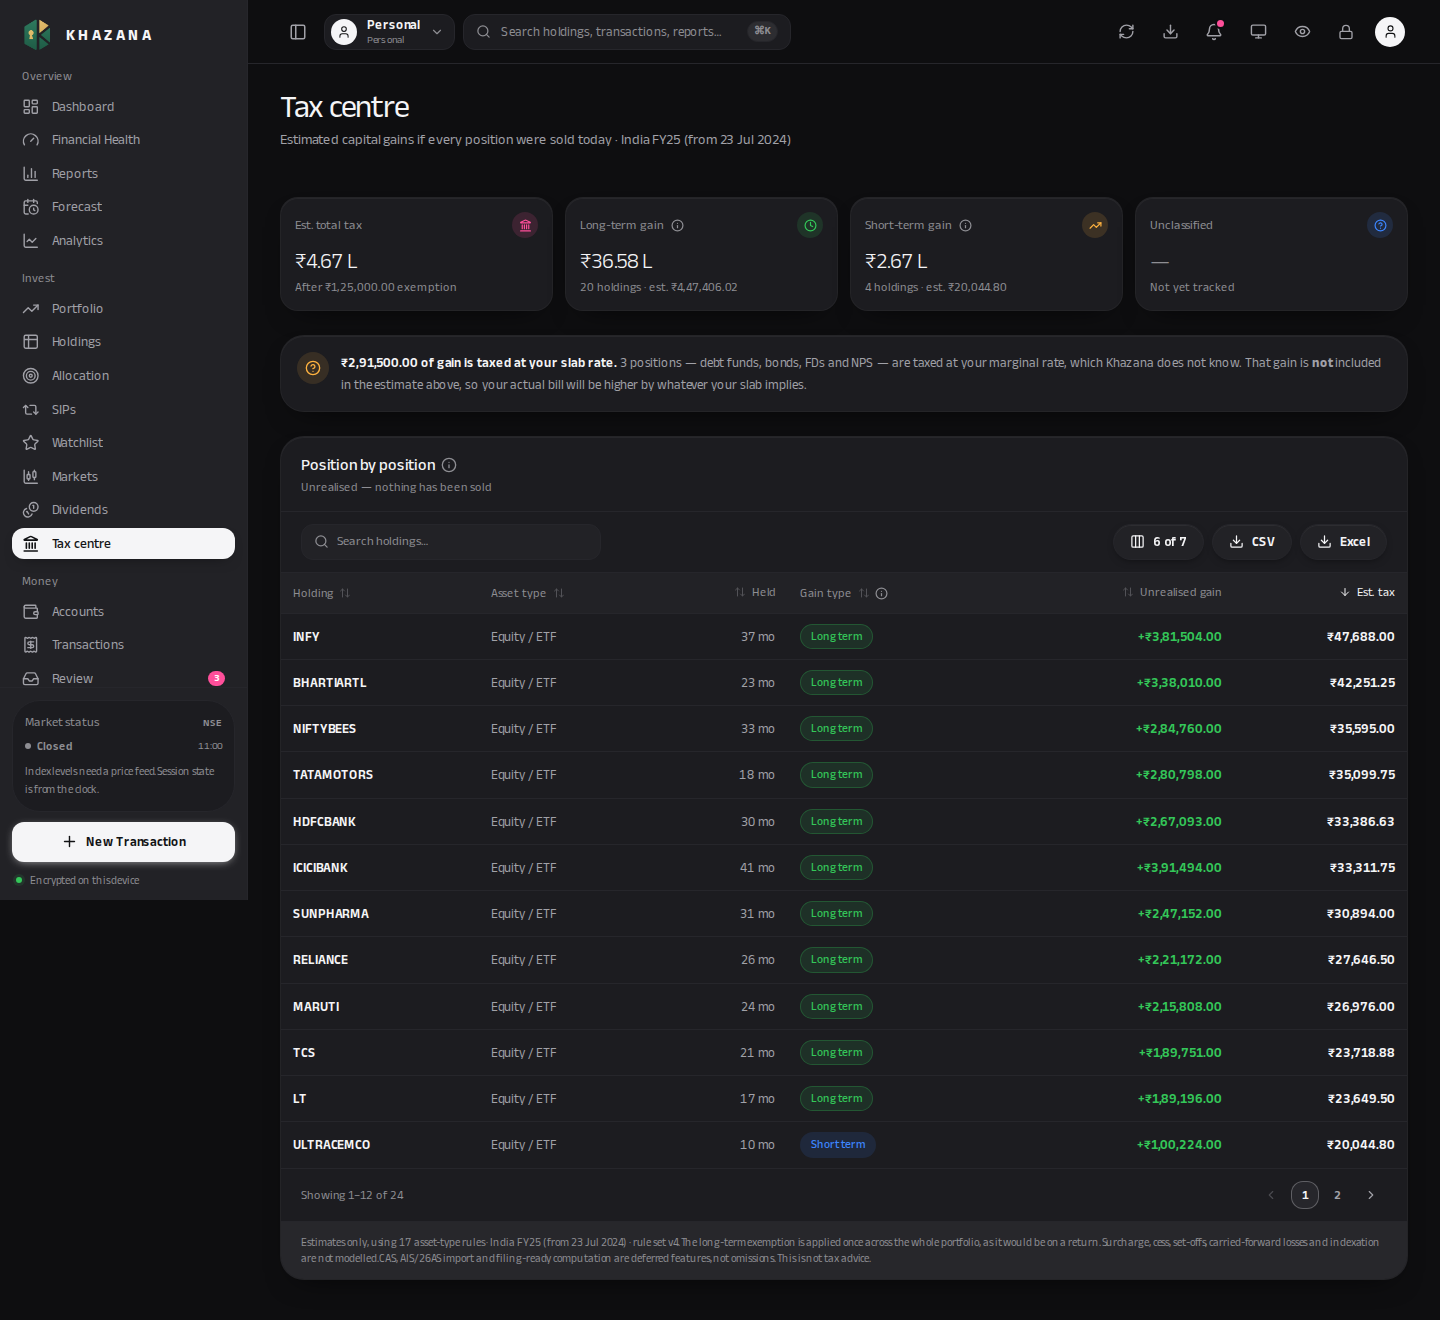 KHAZANA
Personal
Personal
Search holdings, transactions, reports...
⌘K
Overview
Dashboard
Financial Health
Reports
Forecast
Analytics
Invest
Portfolio
Holdings
Allocation
SIPs
Watchlist
Markets
Dividends
Tax centre
Money
Accounts
Transactions
Review 3
Market status NSE
Closed 11:00
Index levels need a price feed. Session state
is from the clock.
New Transaction
Encrypted on this device
Tax centre
Estimated capital gains if every position were sold today · India FY25 (from 23 Jul 2024)
Est. total tax
₹4.67 L
After ₹1,25,000.00 exemption
Long-term gain
₹36.58 L
20 holdings · est. ₹4,47,406.02
Short-term gain
₹2.67 L
4 holdings · est. ₹20,044.80
Unclassified
—
Not yet tracked
₹2,91,500.00 of gain is taxed at your slab rate. 3 positions — debt funds, bonds, FDs and NPS — are taxed at your marginal rate, which Khazana does not know. That gain is not included
in the estimate above, so your actual bill will be higher by whatever your slab implies.
Position by position
Unrealised — nothing has been sold
Search holdings...
6 of 7
CSV
Excel
Holding Asset type Held Gain type Unrealised gain Est. tax
INFY Equity / ETF 37 mo Long term +₹3,81,504.00 ₹47,688.00
BHARTIARTL Equity / ETF 23 mo Long term +₹3,38,010.00 ₹42,251.25
NIFTYBEES Equity / ETF 33 mo Long term +₹2,84,760.00 ₹35,595.00
TATAMOTORS Equity / ETF 18 mo Long term +₹2,80,798.00 ₹35,099.75
HDFCBANK Equity / ETF 30 mo Long term +₹2,67,093.00 ₹33,386.63
ICICIBANK Equity / ETF 41 mo Long term +₹3,91,494.00 ₹33,311.75
SUNPHARMA Equity / ETF 31 mo Long term +₹2,47,152.00 ₹30,894.00
RELIANCE Equity / ETF 26 mo Long term +₹2,21,172.00 ₹27,646.50
MARUTI Equity / ETF 24 mo Long term +₹2,15,808.00 ₹26,976.00
TCS Equity / ETF 21 mo Long term +₹1,89,751.00 ₹23,718.88
LT Equity / ETF 17 mo Long term +₹1,89,196.00 ₹23,649.50
ULTRACEMCO Equity / ETF 10 mo Short term +₹1,00,224.00 ₹20,044.80
Showing 1–12 of 24
1 2
Estimates only, using 17 asset-type rules · India FY25 (from 23 Jul 2024) · rule set v4. The long-term exemption is applied once across the whole portfolio, as it would be on a return. Surcharge, cess, set-offs, carried-forward losses and indexation
are not modelled. CAS, AIS/26AS import and filing-ready computation are deferred features, not omissions. This is not tax advice.